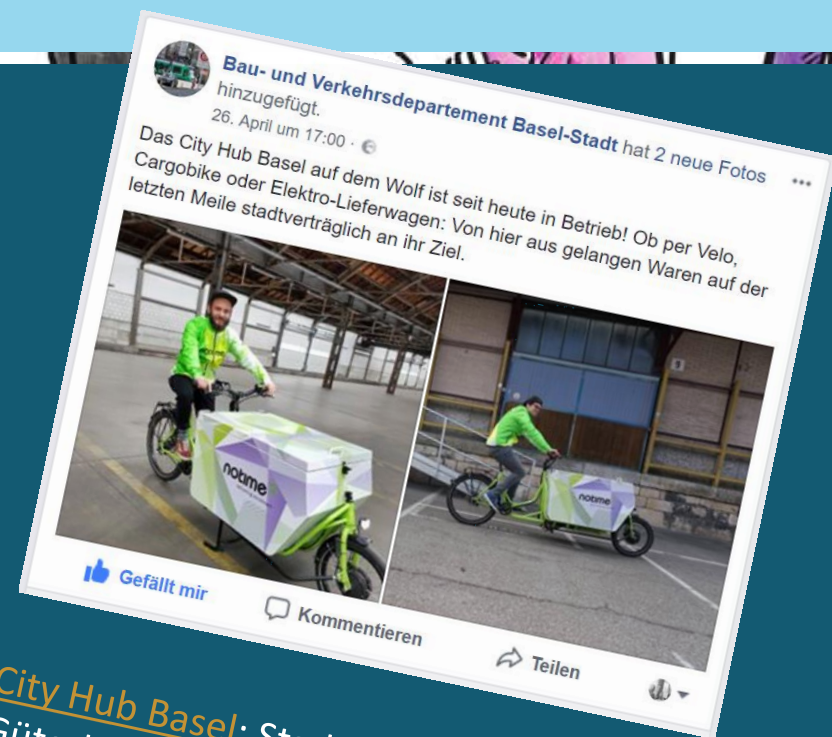 Bau- und Verkehrsdepartement Basel-Stadt hat 2 neue Fotos
hinzugefügt.
26. April um 17:00 ·
Das City Hub Basel auf dem Wolf ist seit heute in Betrieb! Ob per Velo,
Cargobike oder Elektro-Lieferwagen: Von hier aus gelangen Waren auf der
letzten Meile stadtverträglich an ihr Ziel.
notime
notime
Gefällt mir
Kommentieren
Teilen
City Hub Basel: